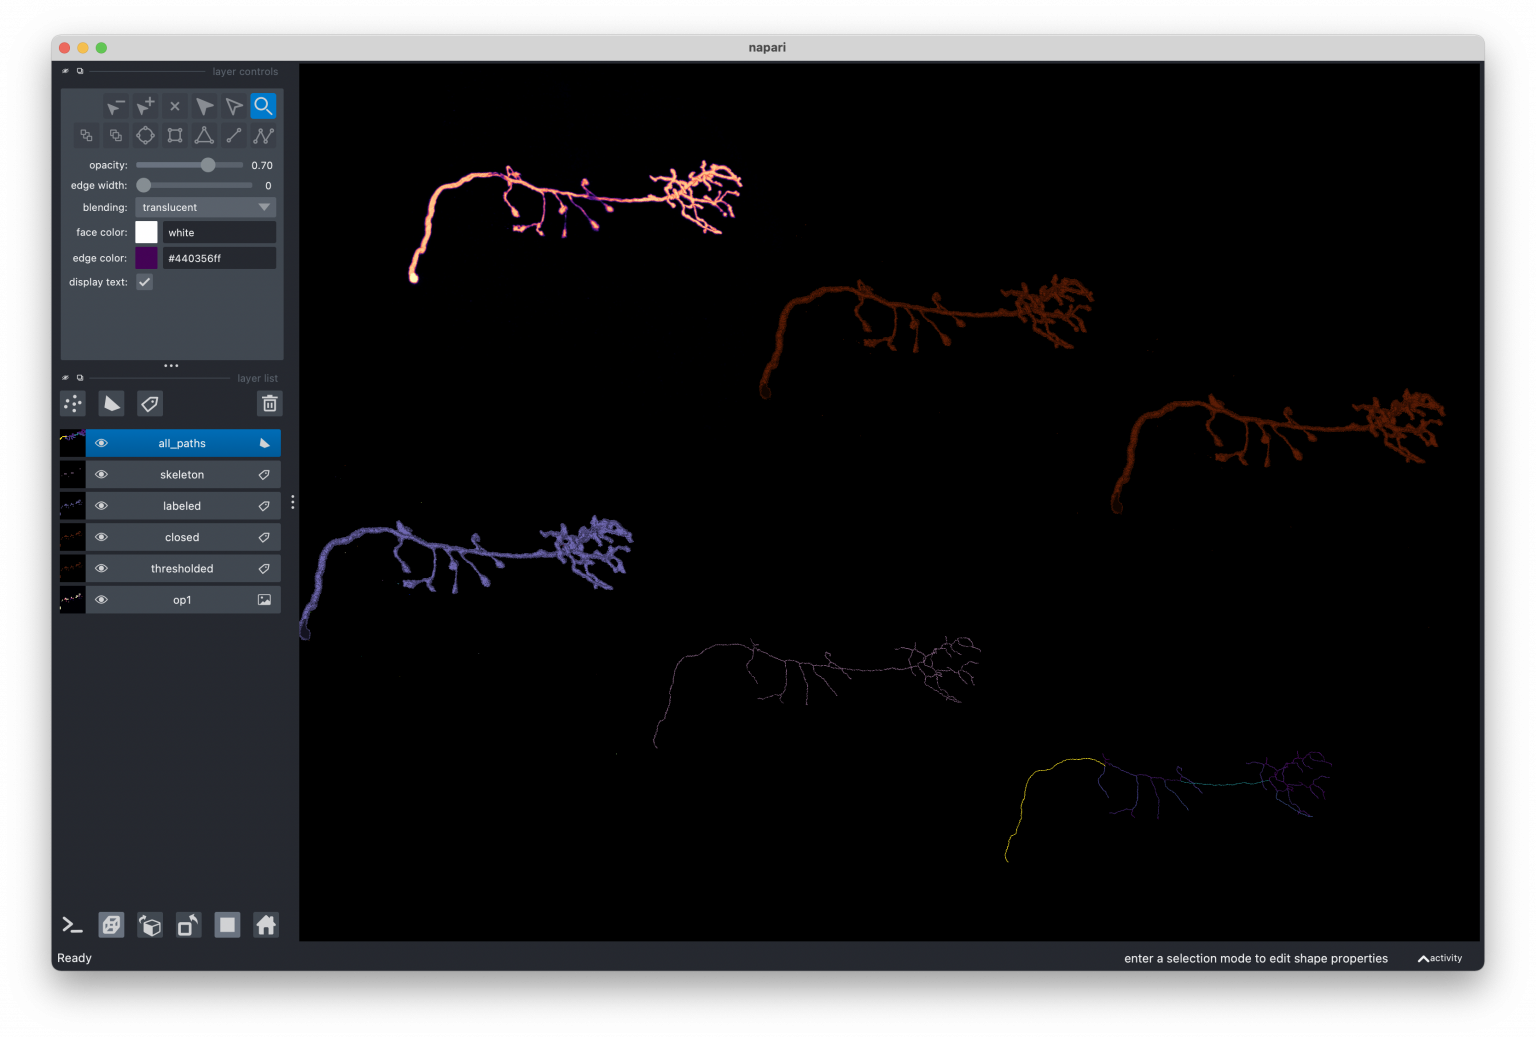 napari
layer controls
opacity: 0.70
edge width: 0
blending: translucent
face color: white
edge color: #440356ff
display text:
layer list
all_paths
skeleton
labeled
closed
thresholded
op1
Ready
enter a selection mode to edit shape properties
activity